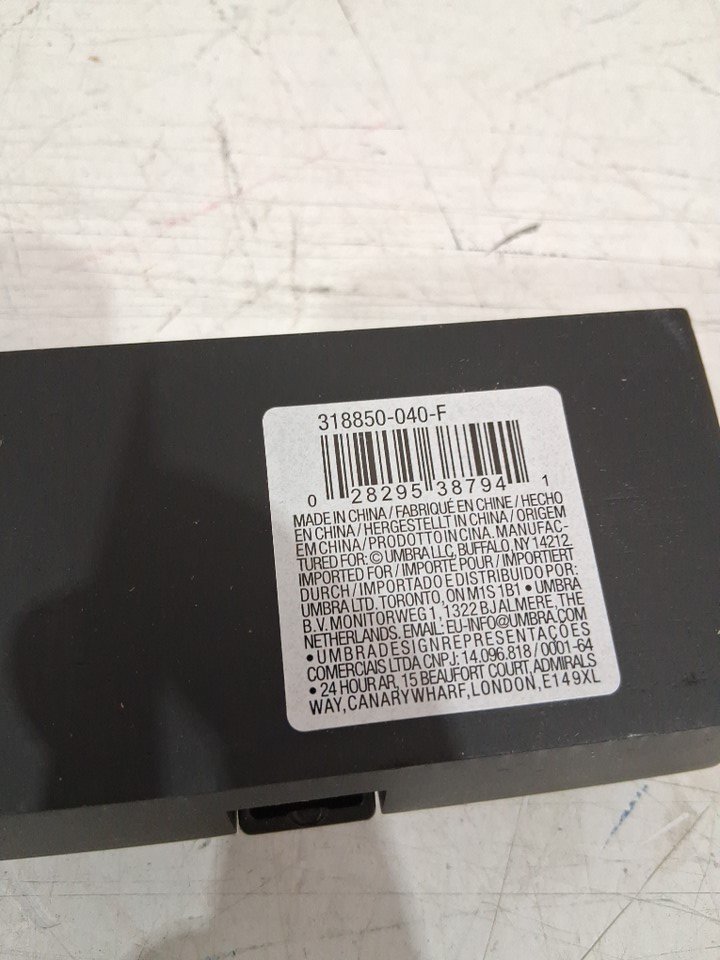 318850-040-F
0 28295 38794 1
MADE IN CHINA / FABRIQUÉ EN CHINE / HECHO
EN CHINA / HERGESTELLT IN CHINA / ORIGEM
EM CHINA / PRODOTTO IN CINA. MANUFAC-
TURED FOR: © UMBRA LLC, BUFFALO, NY 14212.
IMPORTED FOR / IMPORTÉ POUR / IMPORTIERT
DURCH / IMPORTADO E DISTRIBUIDO POR:
UMBRA LTD. TORONTO, ON M1S 1B1 • UMBRA
B.V. MONITORWEG 1, 1322 BJ ALMERE, THE
NETHERLANDS. EMAIL: EU-INFO@UMBRA.COM
• UMBRA DESIGN REPRESENTAÇÕES
COMERCIAIS LTDA CNPJ: 14.096.818 / 0001-64
• 24 HOUR AR, 15 BEAUFORT COURT, ADMIRALS
WAY, CANARY WHARF, LONDON, E149XL